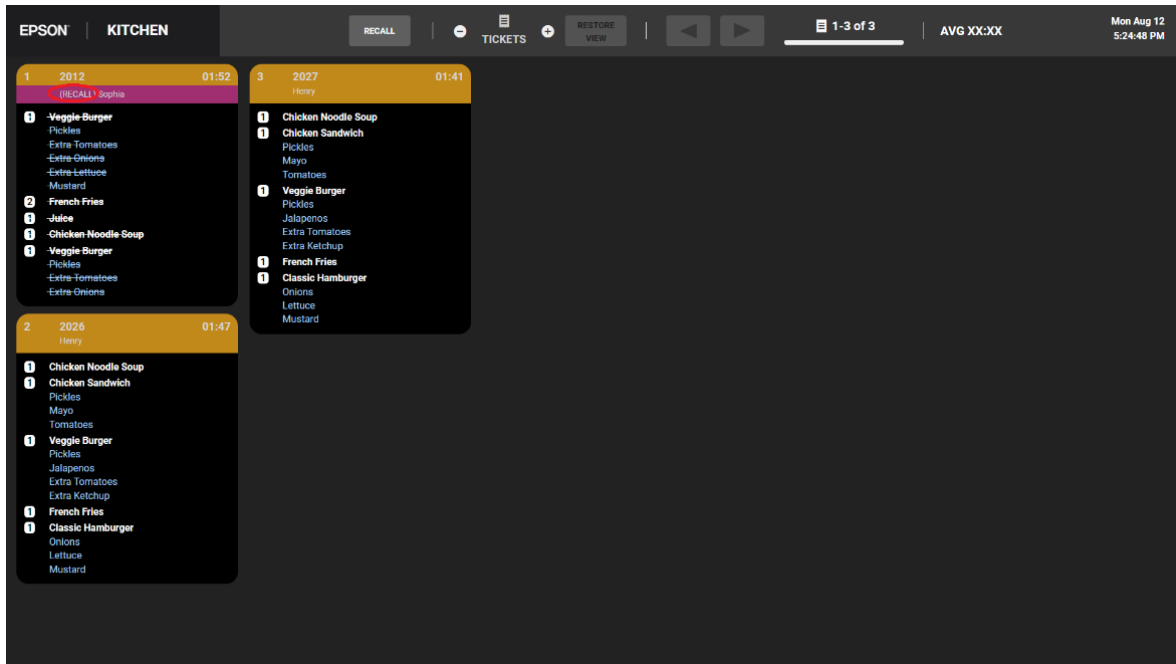 EPSON KITCHEN RECALL TICKETS RESTORE VIEW 1-3 of 3 AVG XX:XX Mon Aug 12 5:24:48 PM
1 2012 01:52
(RECALL) Sophia
1 Veggie Burger
Pickles
Extra Tomatoes
Extra Onions
Extra Lettuce
Mustard
2 French Fries
1 Juice
1 Chicken Noodle Soup
1 Veggie Burger
Pickles
Extra Tomatoes
Extra Onions
2 2026 01:47
Henry
1 Chicken Noodle Soup
1 Chicken Sandwich
Pickles
Mayo
Tomatoes
1 Veggie Burger
Pickles
Jalapenos
Extra Tomatoes
Extra Ketchup
1 French Fries
1 Classic Hamburger
Onions
Lettuce
Mustard
3 2027 01:41
Henry
1 Chicken Noodle Soup
1 Chicken Sandwich
Pickles
Mayo
Tomatoes
1 Veggie Burger
Pickles
Jalapenos
Extra Tomatoes
Extra Ketchup
1 French Fries
1 Classic Hamburger
Onions
Lettuce
Mustard